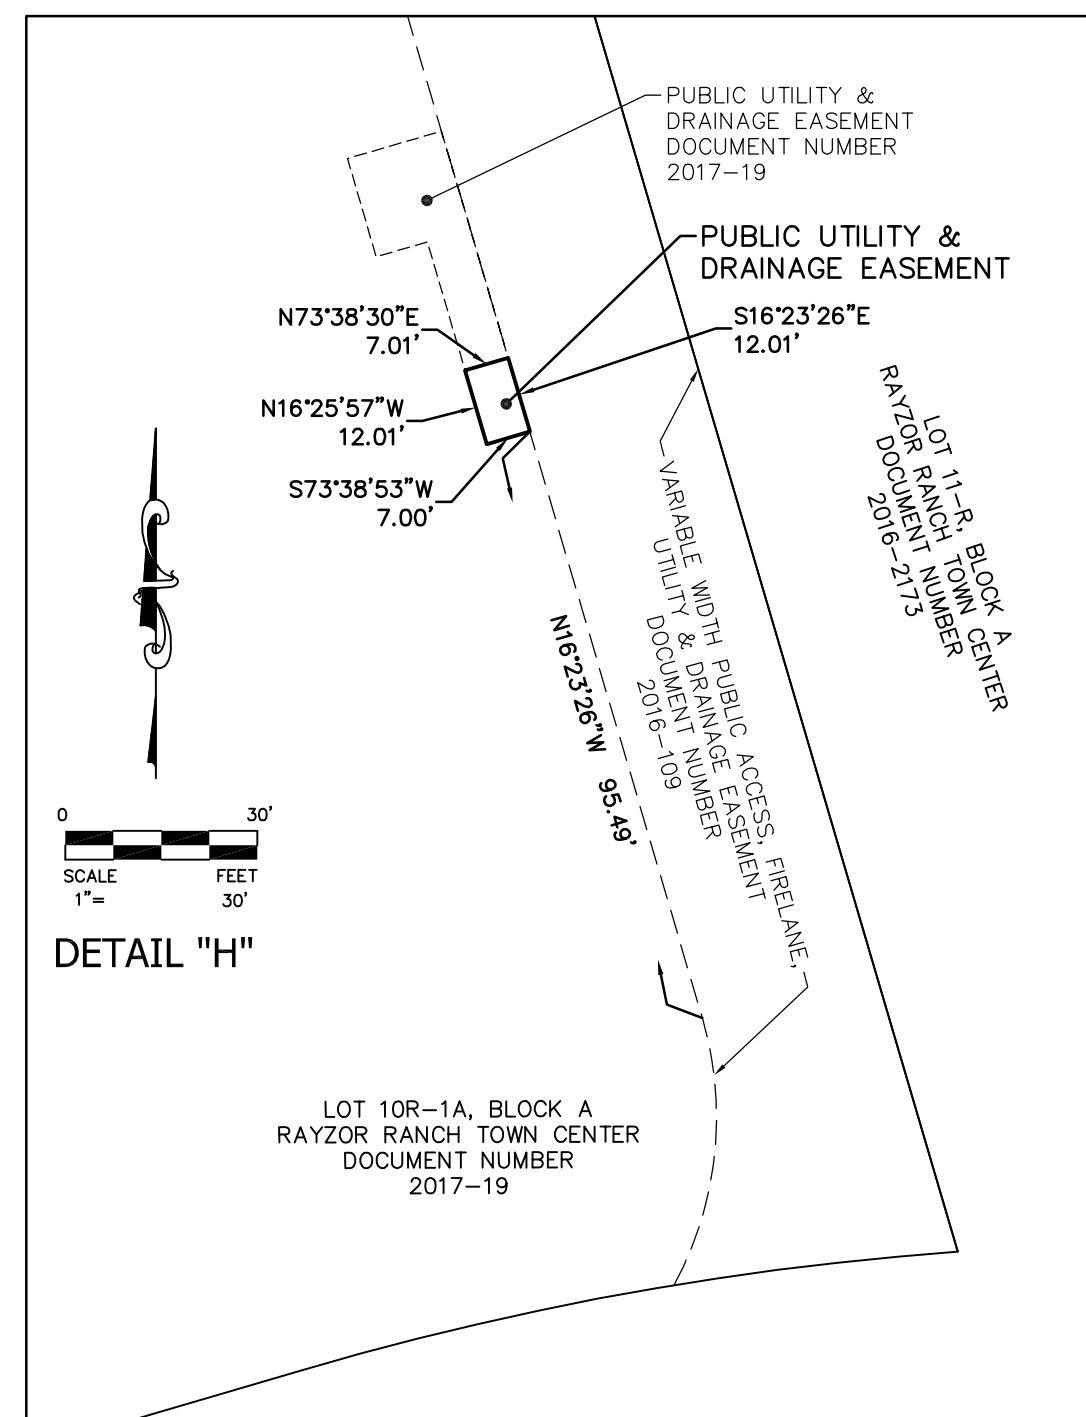 PUBLIC UTILITY &
DRAINAGE EASEMENT
DOCUMENT NUMBER
2017-19
PUBLIC UTILITY &
DRAINAGE EASEMENT
N73°38'30"E
7.01'
S16°23'26"E
12.01'
N16°25'57"W
12.01'
S73°38'53"W
7.00'
LOT 11-R, BLOCK A
RAYZOR RANCH TOWN CENTER
DOCUMENT NUMBER
2016-2173
VARIABLE WIDTH PUBLIC ACCESS, FIRELANE,
UTILITY & DRAINAGE EASEMENT
DOCUMENT NUMBER
2016-109
N16°23'26"W 95.49'
0 30'
SCALE FEET
1"= 30'
DETAIL "H"
LOT 10R-1A, BLOCK A
RAYZOR RANCH TOWN CENTER
DOCUMENT NUMBER
2017-19